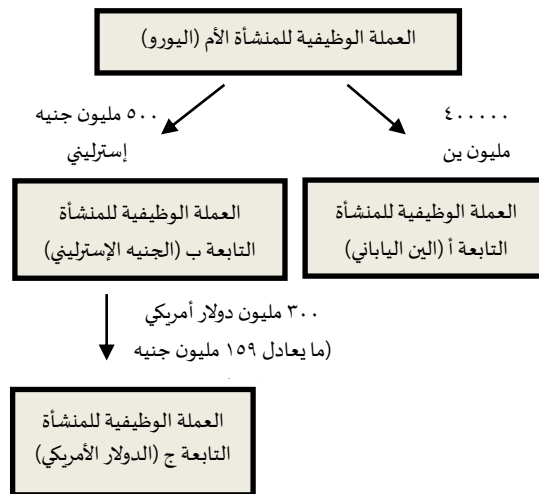 العملة الوظيفية للمنشأة الأم (اليورو)
٥٠٠ مليون جنيه
إسترليني
٤٠٠٠٠٠
مليون ين
العملة الوظيفية للمنشأة
التابعة ب (الجنيه الإسترليني)
العملة الوظيفية للمنشأة
التابعة أ (الين الياباني)
٣٠٠ مليون دولار أمريكي
(ما يعادل ١٥٩ مليون جنيه
العملة الوظيفية للمنشأة
التابعة ج (الدولار الأمريكي)